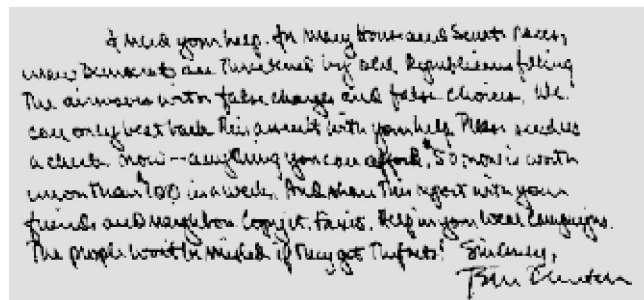 I need your help. In many House and Senate races,
new Democrats are threatened by old Republicans filling
the airwaves with false charges and false choices. We
can only beat back this assault with your help. Please send us
a check now -- anything you can afford. $50 now is worth
more than $100 in a week. And share this report with your
friends and neighbors. Copy it. Fax it. Help in your local campaigns.
The people won't be misled if they get the facts! Sincerely,
Bill Clinton